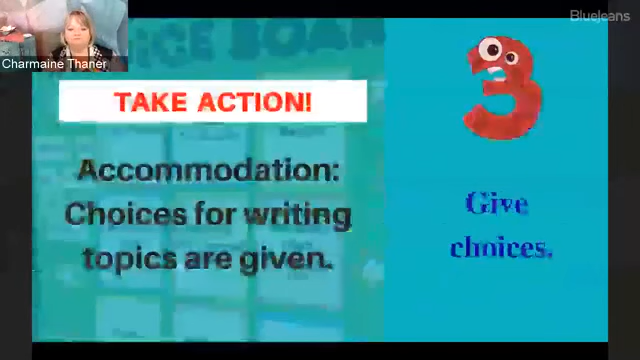 BlueJeans
Charmaine Thaner
TAKE ACTION!
Accommodation:
Choices for writing
topics are given.
3
Give
choices.